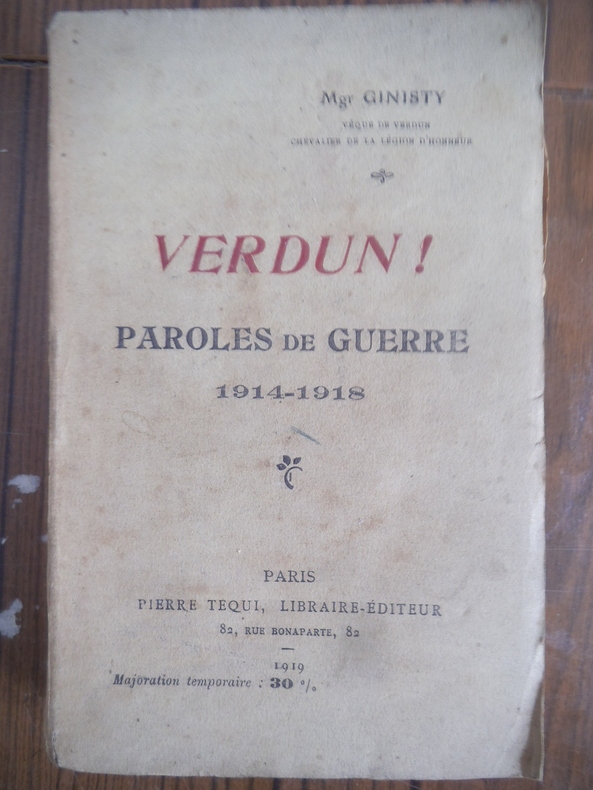 Mgr GINISTY
VÊQUE DE VERDUN
CHEVALIER DE LA LÉGION D'HONNEUR
VERDUN !
PAROLES DE GUERRE
1914-1918
PARIS
PIERRE TEQUI, LIBRAIRE-ÉDITEUR
82, RUE BONAPARTE, 82
1919
Majoration temporaire : 30 %